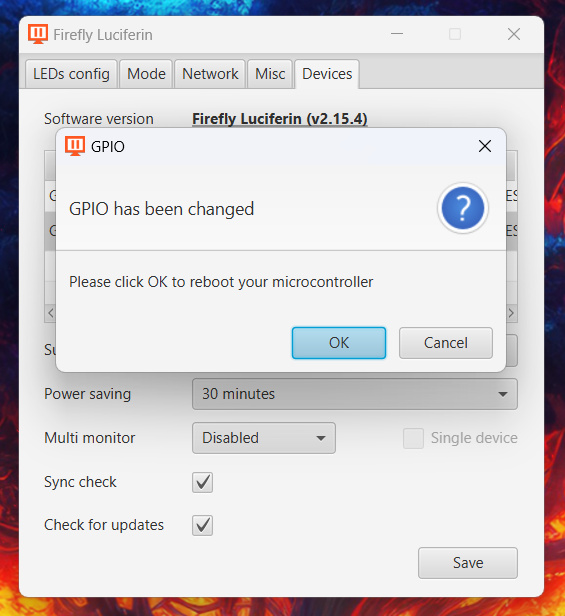 Firefly Luciferin
LEDs config Mode Network Misc Devices
Software version Firefly Luciferin (v2.15.4)
GPIO
GPIO has been changed
?
Please click OK to reboot your microcontroller
OK Cancel
Power saving 30 minutes
Multi monitor Disabled Single device
Sync check
Check for updates
Save